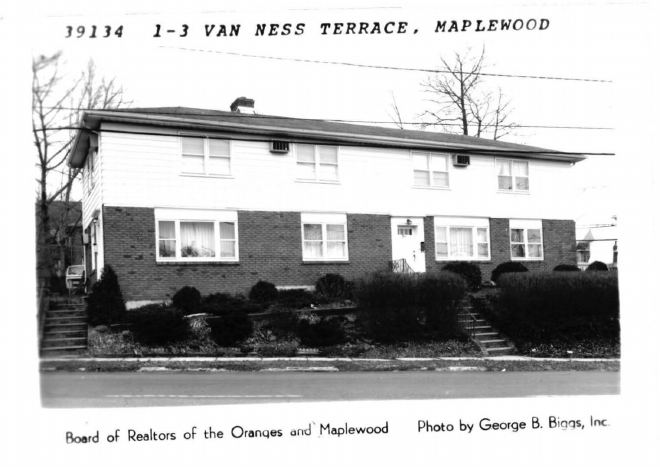 39134 1-3 VAN NESS TERRACE, MAPLEWOOD
Board of Realtors of the Oranges and Maplewood Photo by George B. Biggs, Inc.